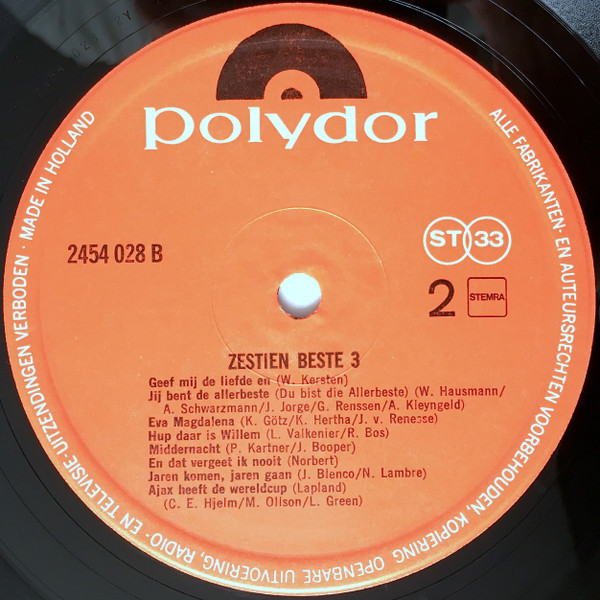 polydor
MADE IN HOLLAND
ALLE FABRIKANTEN- EN AUTEURSRECHTEN VOORBEHOUDEN, KOPIERING OPENBARE UITVOERING, RADIO- EN TELEVISIE-UITZENDINGEN VERBODEN ·
ST 33
2454 028 B
2
STEMRA
ZESTIEN BESTE 3
Geef mij de liefde en (W. Kersten)
Jij bent de allerbeste (Du bist die Allerbeste) (W. Hausmann/
A. Schwarzmann/J. Jorge/G. Renssen/A. Kleyngeld)
Eva Magdalena (K. Götz/K. Hertha/J. v. Renesse)
Hup daar is Willem (L. Valkenier/R. Bos)
Middernacht (P. Kartner/J. Booper)
En dat vergeet ik nooit (Norbert)
Jaren komen, jaren gaan (J. Blenco/N. Lambre)
Ajax heeft de wereldcup (Lapland)
(C. E. Hjelm/M. Olison/L. Green)